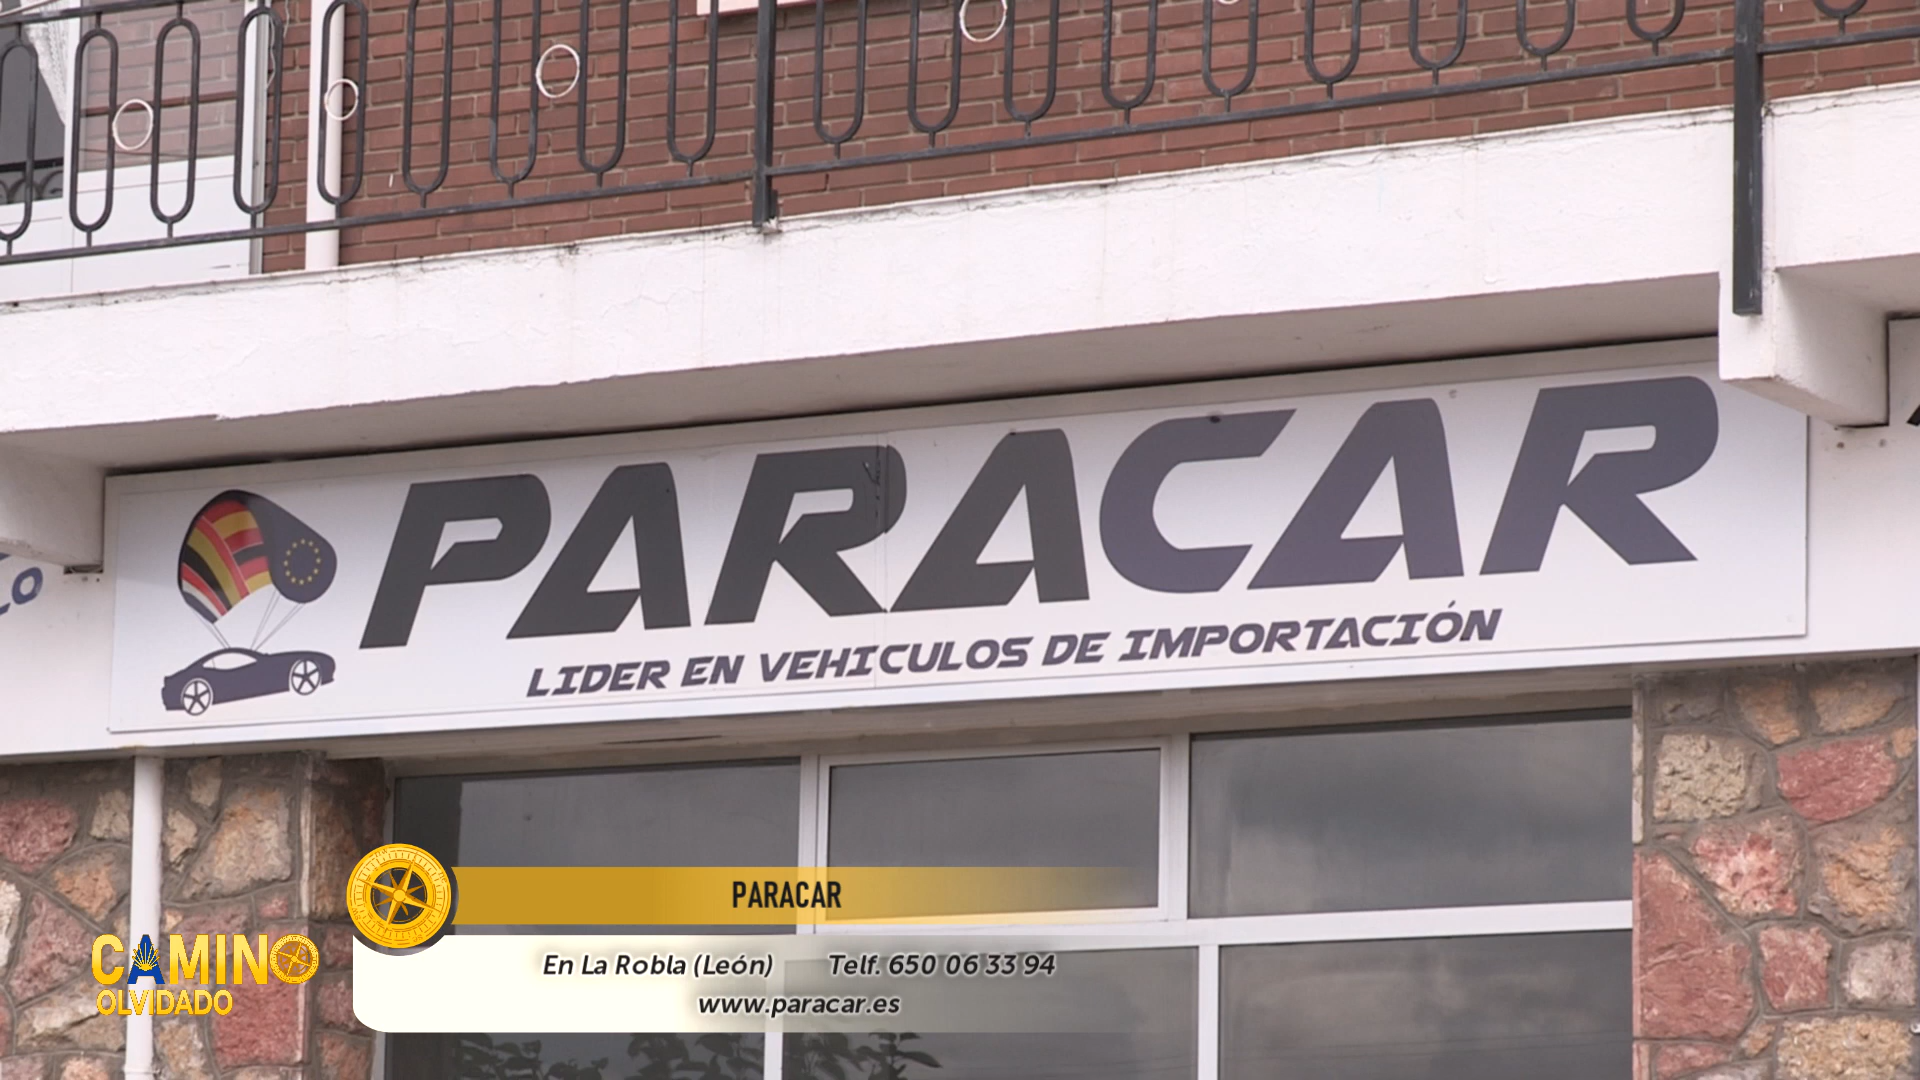 PARACAR
LIDER EN VEHICULOS DE IMPORTACIÓN
PARACAR
En La Robla (León) Telf. 650 06 33 94
www.paracar.es
CAMINO
OLVIDADO